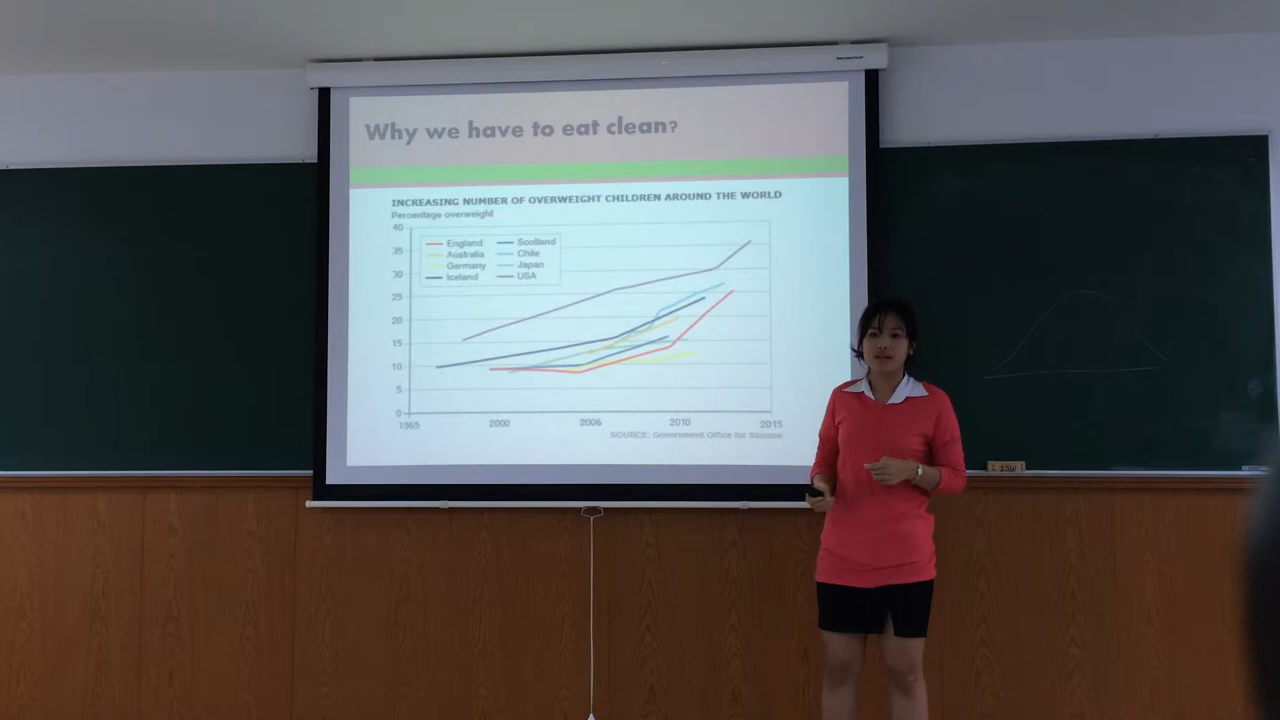 Why we have to eat clean?
INCREASING NUMBER OF OVERWEIGHT CHILDREN AROUND THE WORLD
Percentage overweight
40
35
30
25
20
15
10
5
0
England Scotland
Australia Chile
Germany Japan
Iceland USA
1965 2000 2006 2010 2015
SOURCE: Government Office for Science